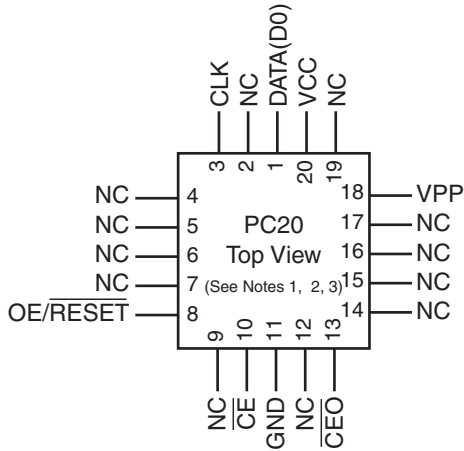 CLK
NC
DATA(D0)
VCC
NC
3
2
1
20
19
NC 4
NC 5
NC 6
NC 7
OE/RESET 8
PC20
Top View
(See Notes 1, 2, 3)
18 VPP
17 NC
16 NC
15 NC
14 NC
9
10
11
12
13
NC
CE
GND
NC
CEO